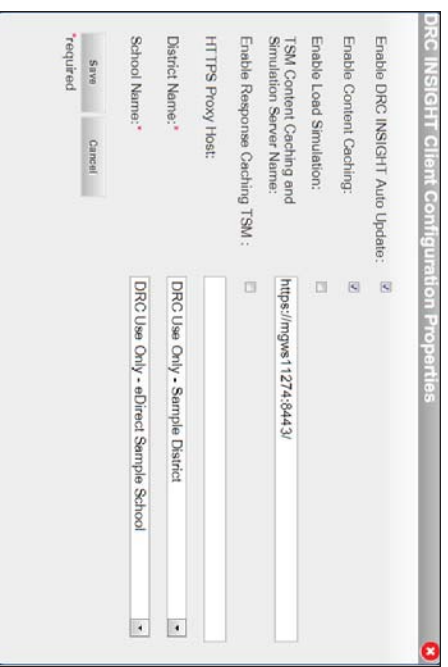 DRC INSIGHT Client Configuration Properties
Enable DRC INSIGHT Auto Update:
Enable Content Caching:
Enable Load Simulation:
TSM Content Caching and
Simulation Server Name:
https://mgws11274:8443/
Enable Response Caching TSM :
HTTPS Proxy Host:
District Name:*
DRC Use Only - Sample District
School Name:*
DRC Use Only - eDirect Sample School
Save
Cancel
*required